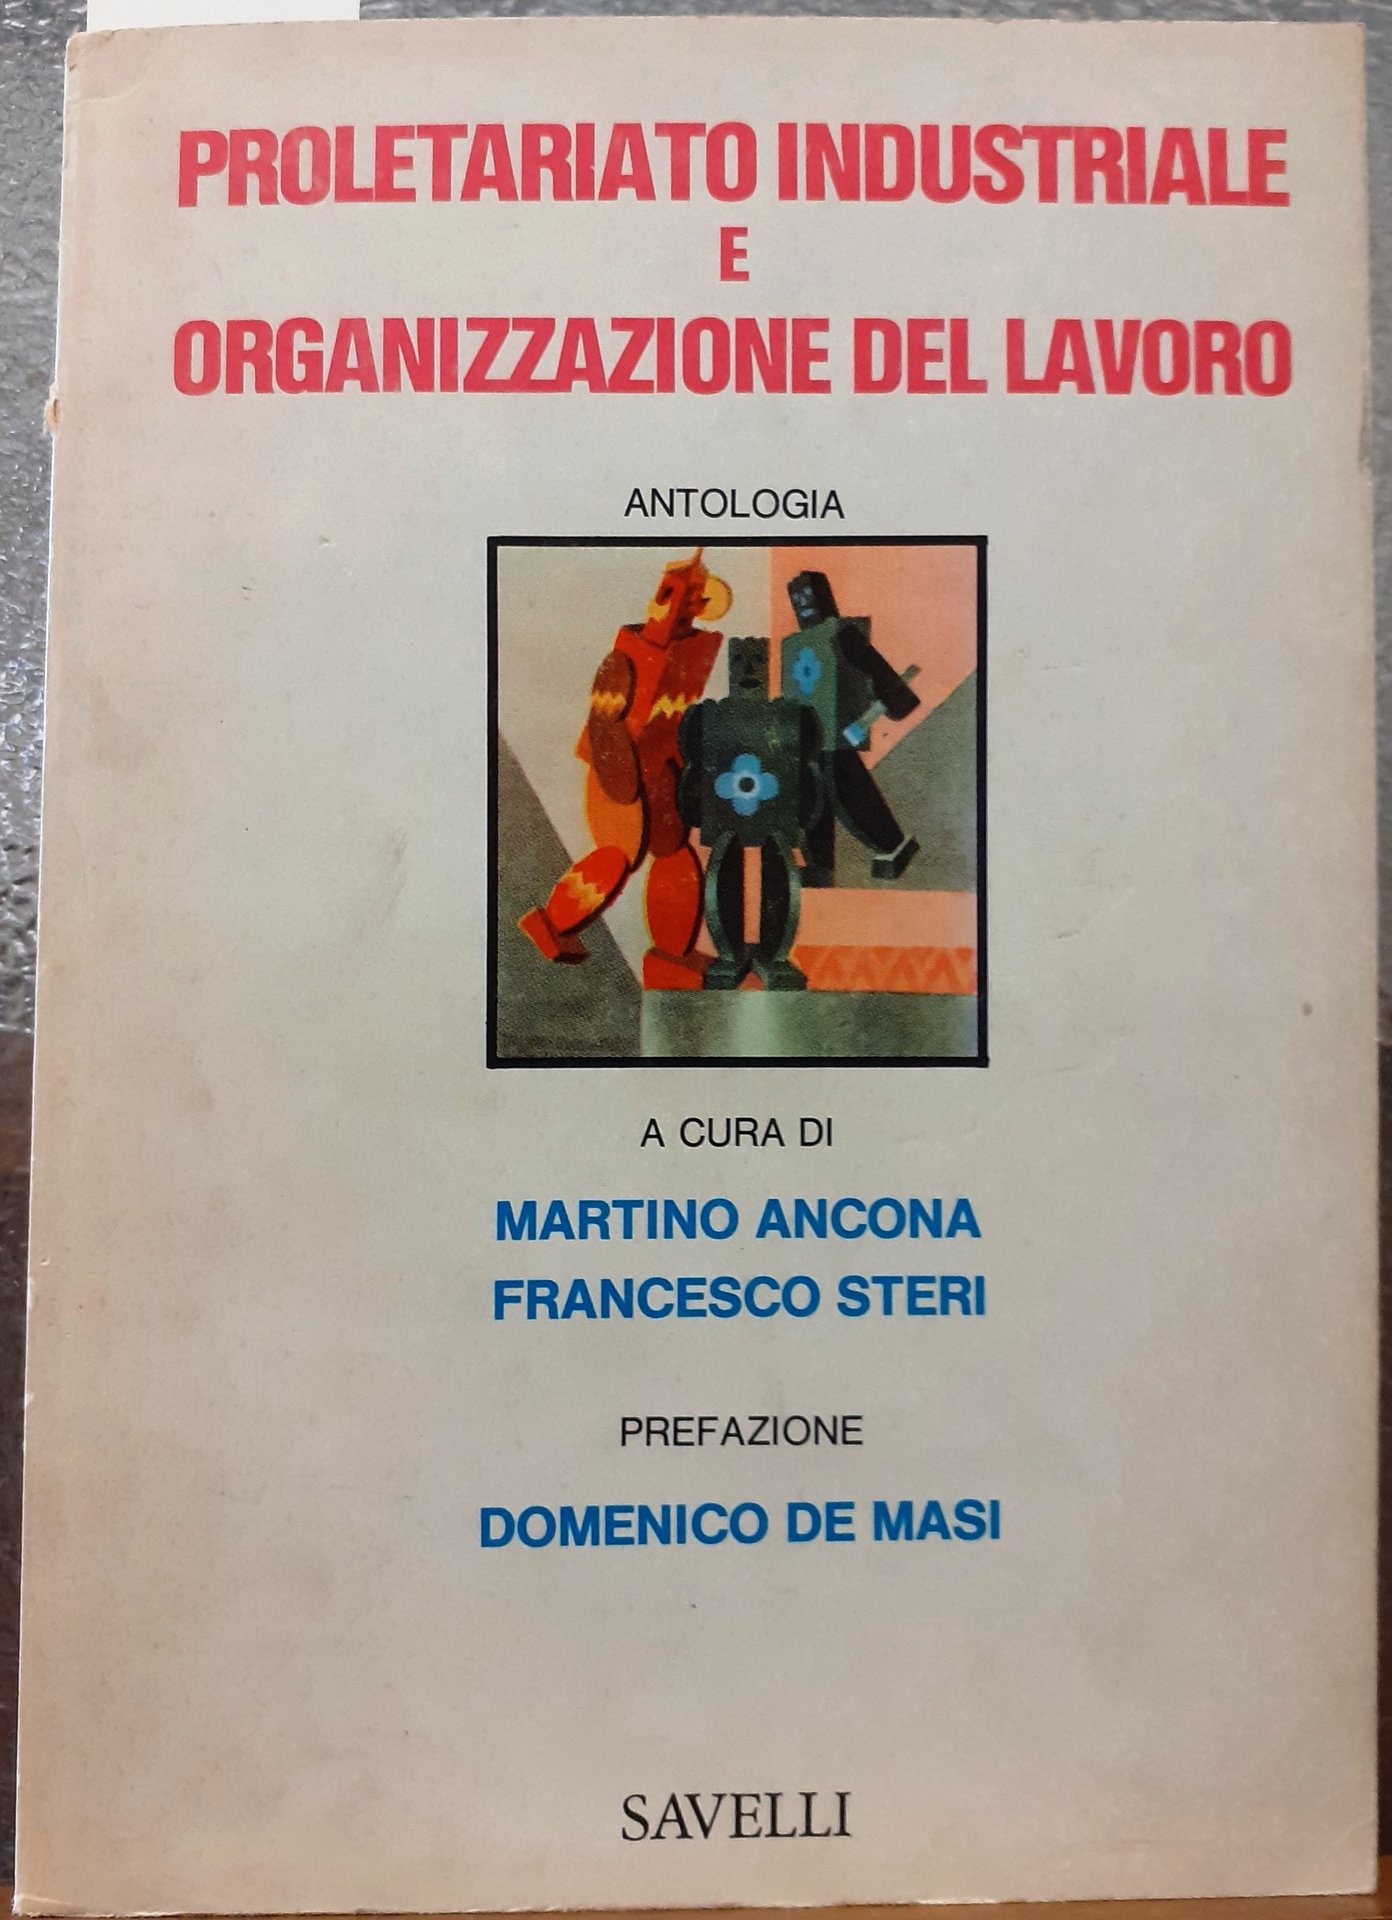 PROLETARIATO INDUSTRIALE
E
ORGANIZZAZIONE DEL LAVORO
ANTOLOGIA
A CURA DI
MARTINO ANCONA
FRANCESCO STERI
PREFAZIONE
DOMENICO DE MASI
SAVELLI